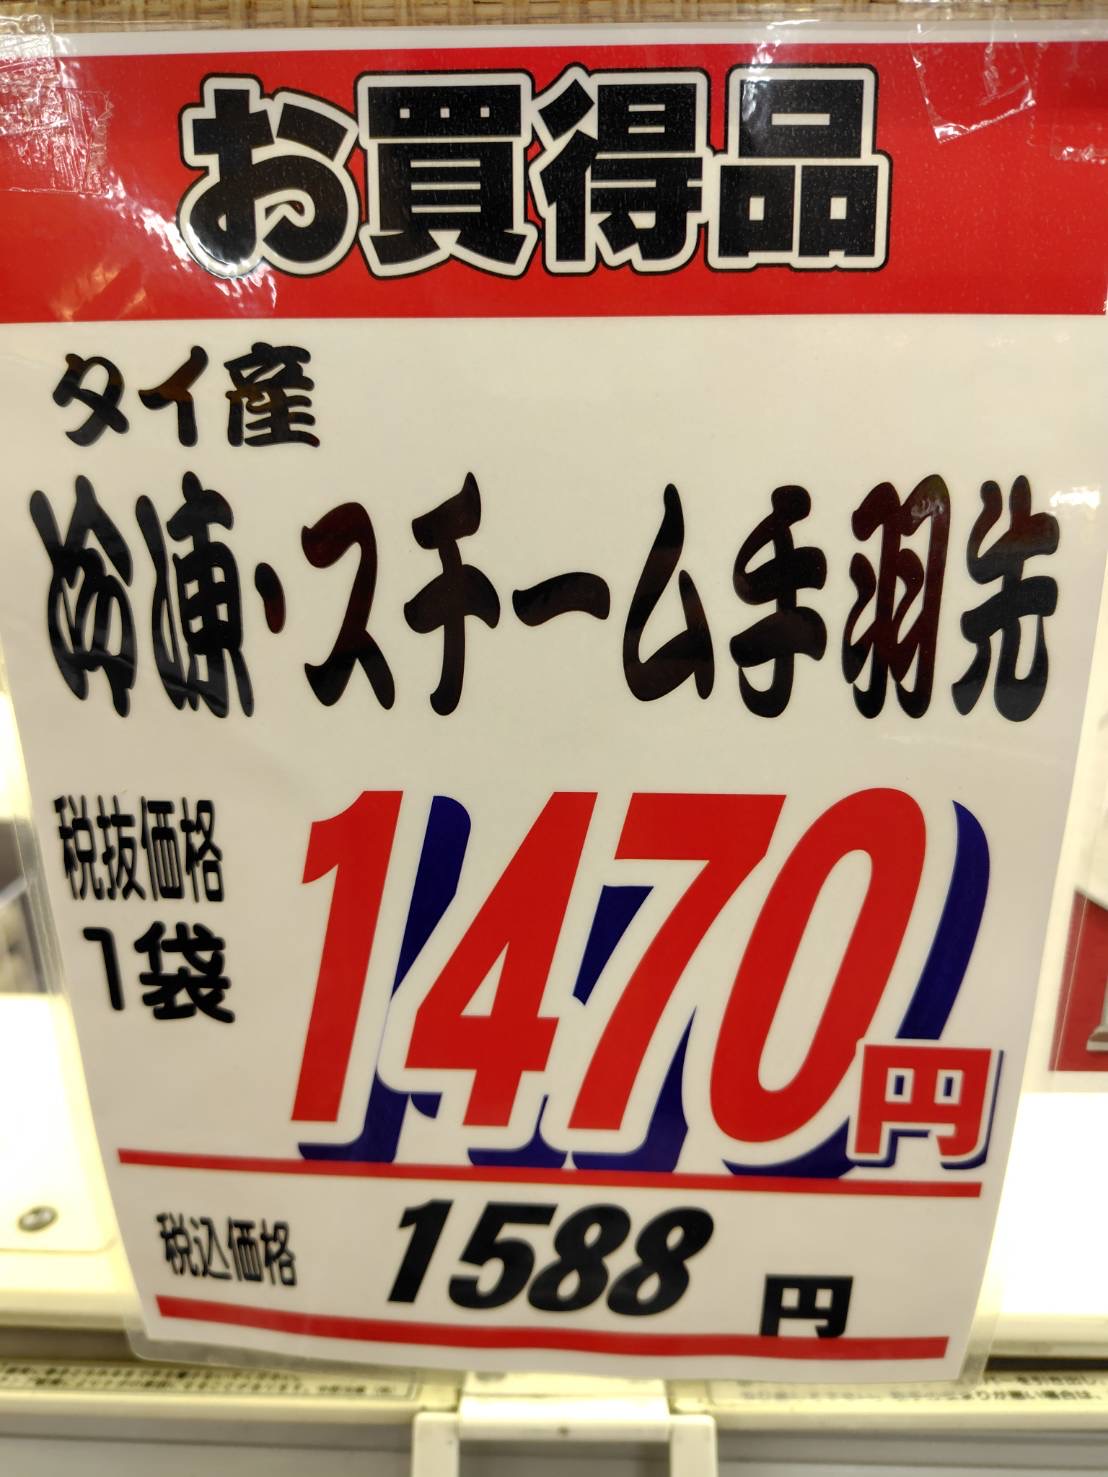 お買得品
タイ産
冷凍・スチーム手羽先
税抜価格
1袋
1470円
税込価格 1588円